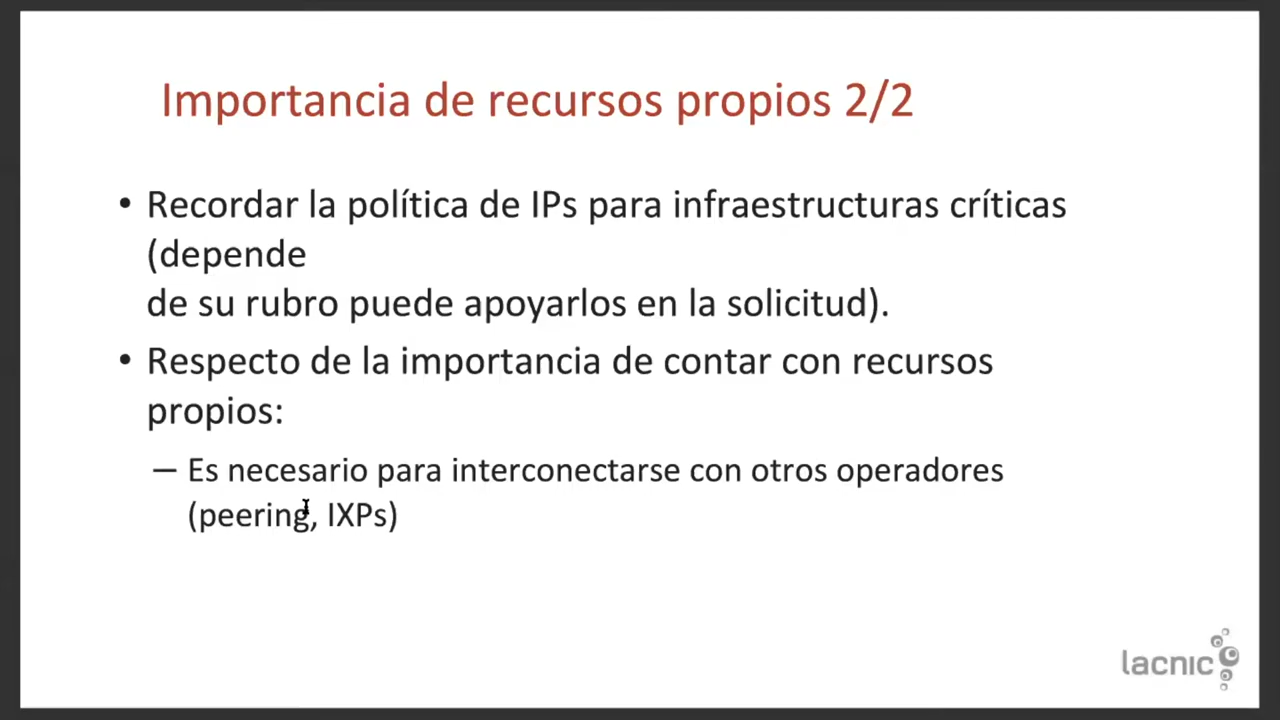 Importancia de recursos propios 2/2
• Recordar la política de IPs para infraestructuras críticas
(depende
de su rubro puede apoyarlos en la solicitud).
• Respecto de la importancia de contar con recursos
propios:
– Es necesario para interconectarse con otros operadores
(peering, IXPs)
lacnic